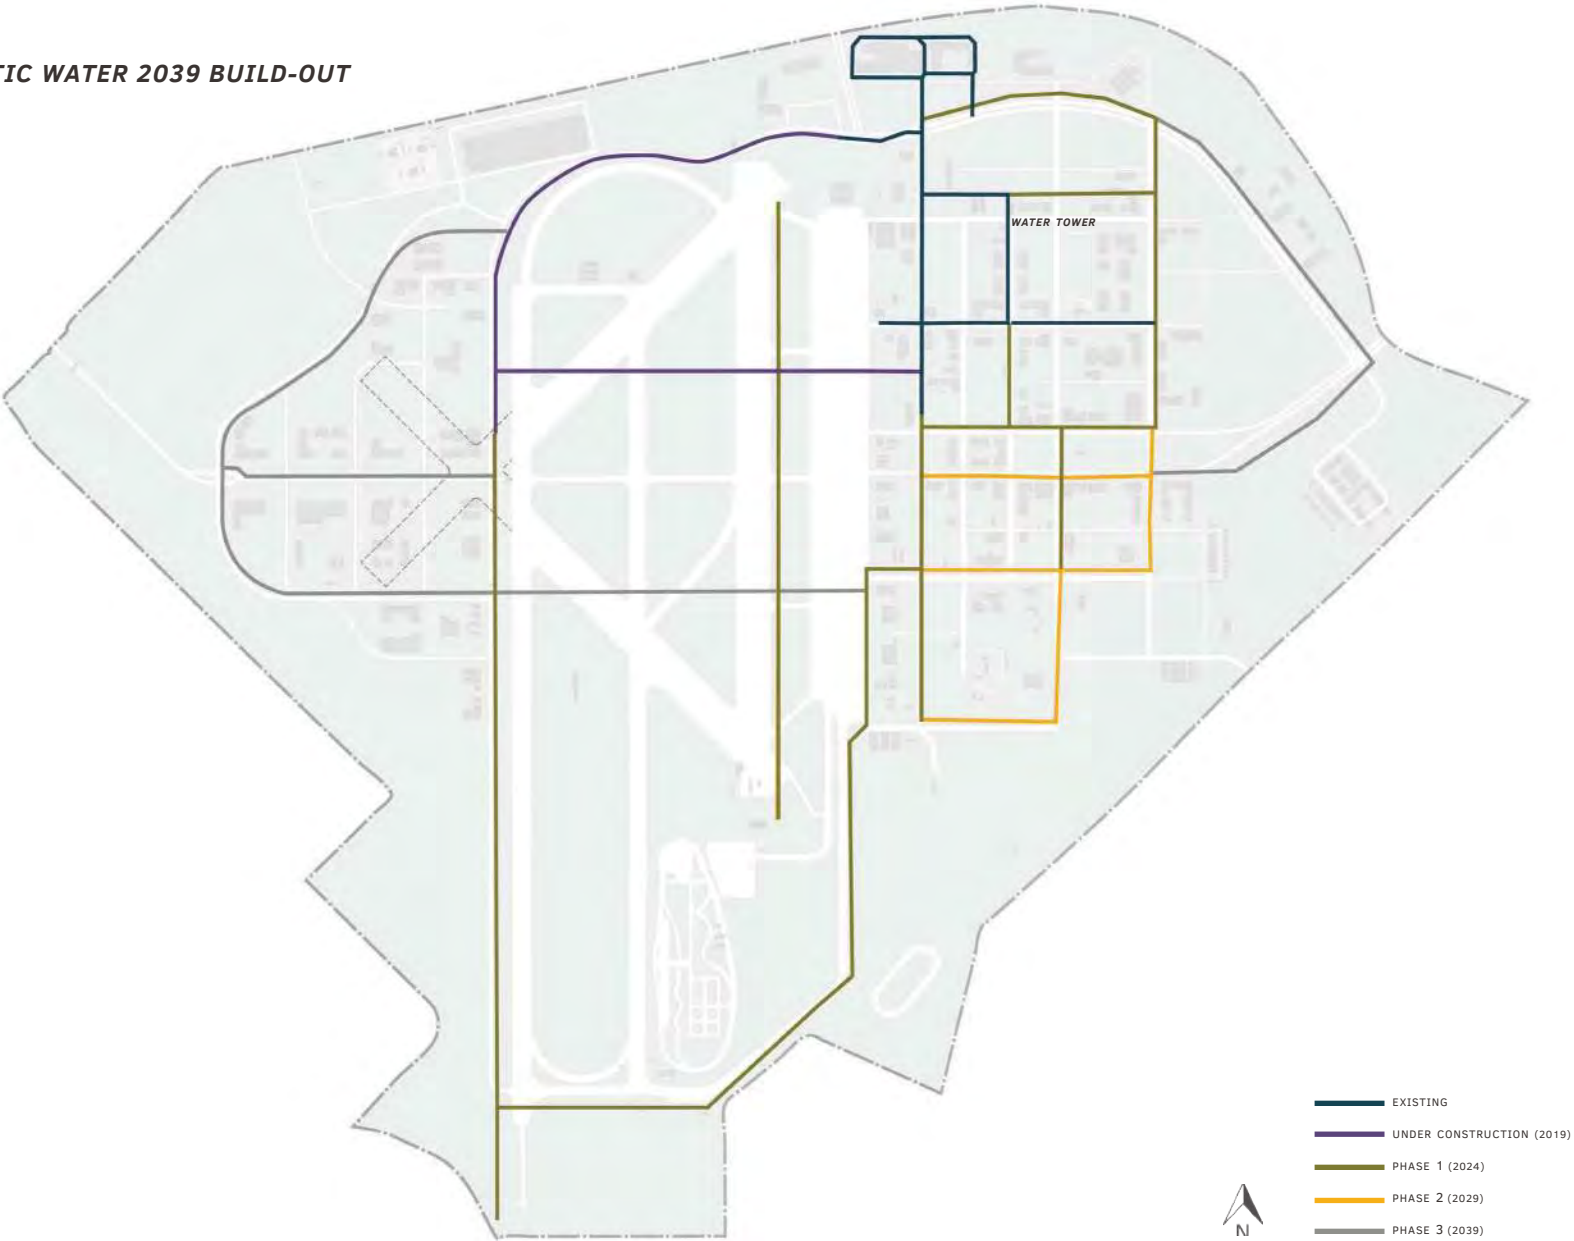 TIC WATER 2039 BUILD-OUT
WATER TOWER
EXISTING
UNDER CONSTRUCTION (2019)
PHASE 1 (2024)
PHASE 2 (2029)
PHASE 3 (2039)
N